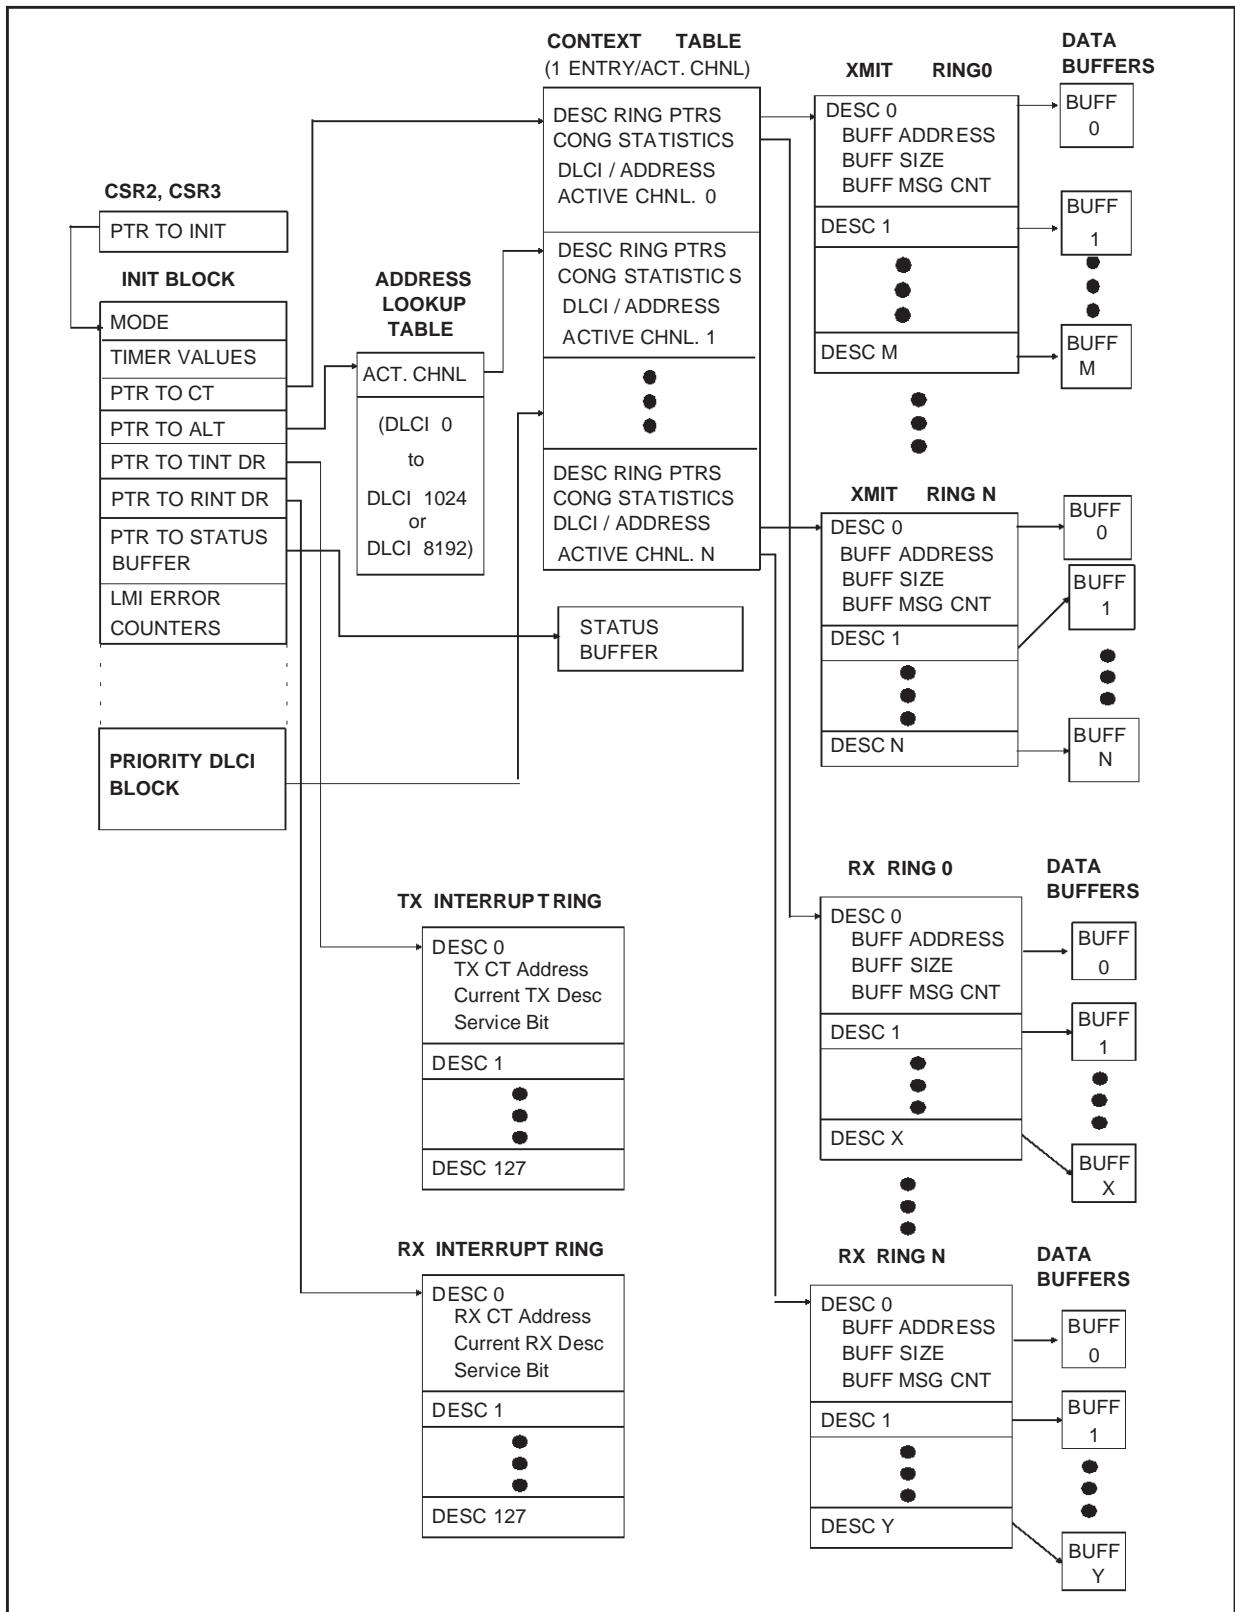 CONTEXT TABLE
(1 ENTRY/ACT. CHNL)
DESC RING PTRS
CONG STATISTICS
DLCI / ADDRESS
ACTIVE CHNL. 0
DESC RING PTRS
CONG STATISTICS
DLCI / ADDRESS
ACTIVE CHNL. 1
DESC RING PTRS
CONG STATISTICS
DLCI / ADDRESS
ACTIVE CHNL. N
CSR2, CSR3
PTR TO INIT
INIT BLOCK
MODE
TIMER VALUES
PTR TO CT
PTR TO ALT
PTR TO TINT DR
PTR TO RINT DR
PTR TO STATUS
BUFFER
LMI ERROR
COUNTERS
PRIORITY DLCI
BLOCK
ADDRESS
LOOKUP
TABLE
ACT. CHNL
(DLCI 0
to
DLCI 1024
or
DLCI 8192)
STATUS
BUFFER
XMIT RING0
DESC 0
BUFF ADDRESS
BUFF SIZE
BUFF MSG CNT
DESC 1
DESC M
DATA
BUFFERS
BUFF
0
BUFF
1
BUFF
M
XMIT RING N
DESC 0
BUFF ADDRESS
BUFF SIZE
BUFF MSG CNT
DESC 1
DESC N
BUFF
0
BUFF
1
BUFF
N
TX INTERRUPT RING
DESC 0
TX CT Address
Current TX Desc
Service Bit
DESC 1
DESC 127
RX INTERRUPT RING
DESC 0
RX CT Address
Current RX Desc
Service Bit
DESC 1
DESC 127
RX RING 0
DESC 0
BUFF ADDRESS
BUFF SIZE
BUFF MSG CNT
DESC 1
DESC X
DATA
BUFFERS
BUFF
0
BUFF
1
BUFF
X
RX RING N
DESC 0
BUFF ADDRESS
BUFF SIZE
BUFF MSG CNT
DESC 1
DESC Y
DATA
BUFFERS
BUFF
0
BUFF
1
BUFF
Y